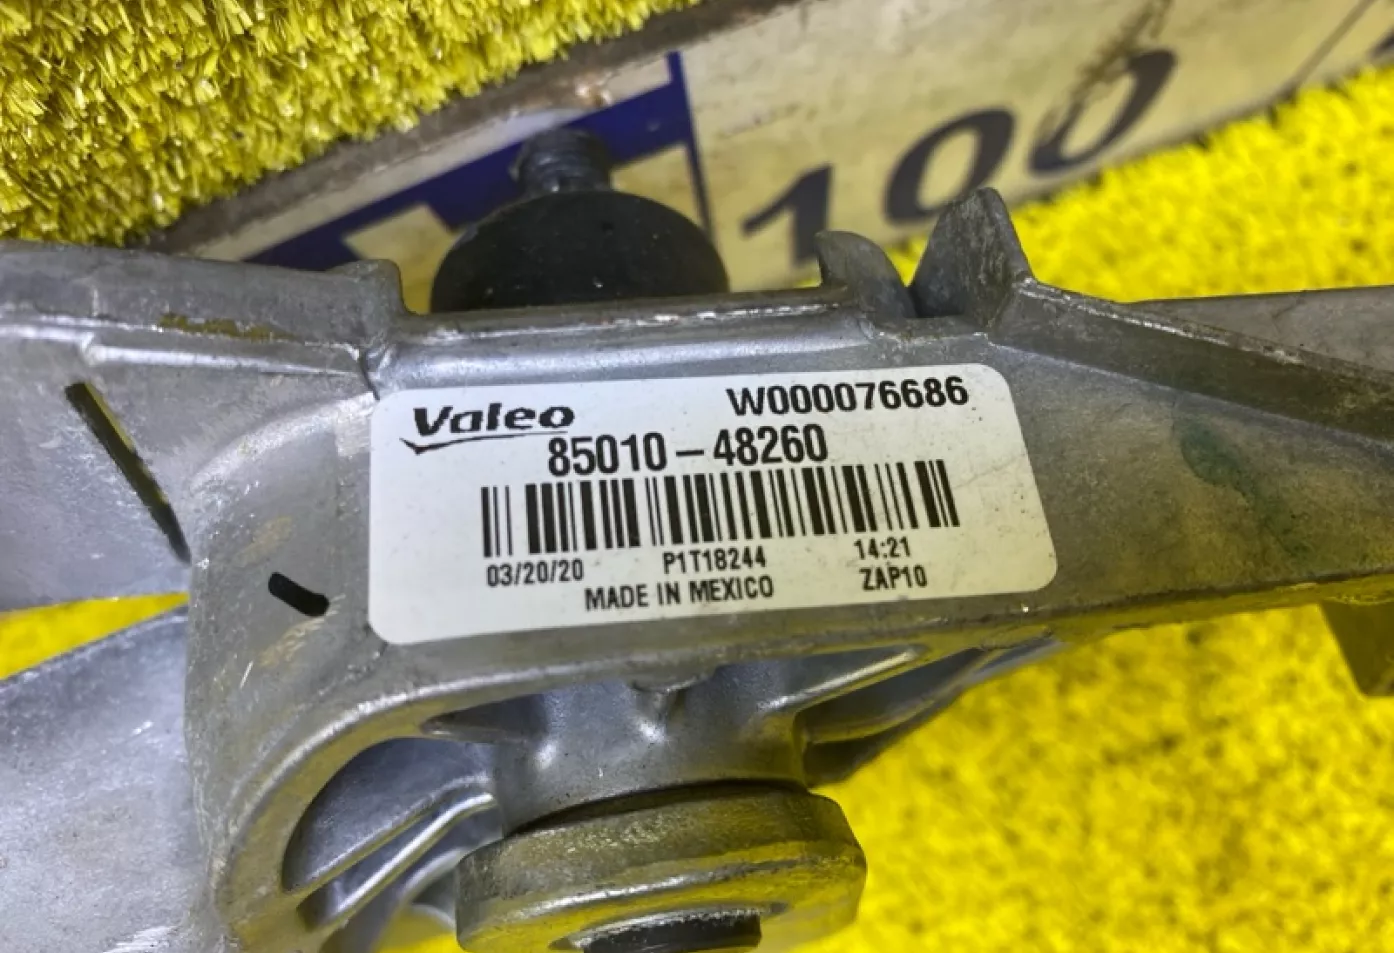 100
Valeo W000076686
85010-48260
03/20/20 P1T18244 14:21
MADE IN MEXICO ZAP10